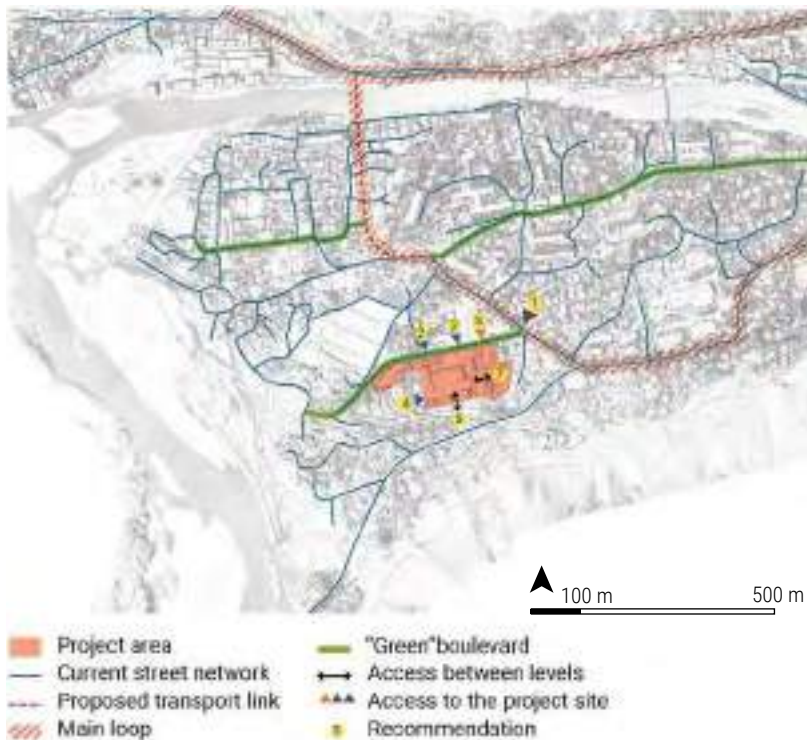 1
100 m 500 m
Project area
Current street network
Proposed transport link
Main loop
"Green"boulevard
Access between levels
Access to the project site
Recommendation